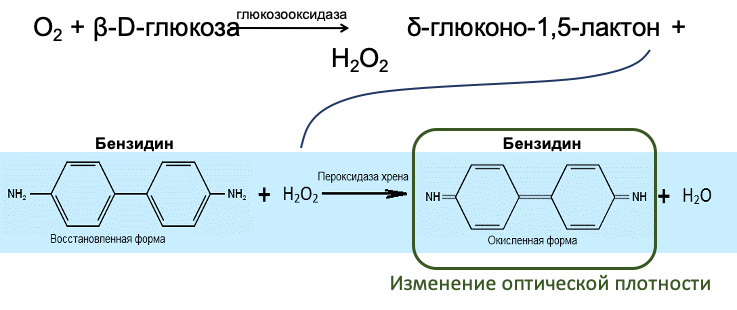 глюкозооксидаза
O₂ + β-D-глюкоза δ-глюконо-1,5-лактон +
H₂O₂
Бензидин Бензидин
Пероксидаза хрена
NH₂ NH₂ + H₂O₂ NH NH + H₂O
Восстановленная форма Окисленная форма
Изменение оптической плотности